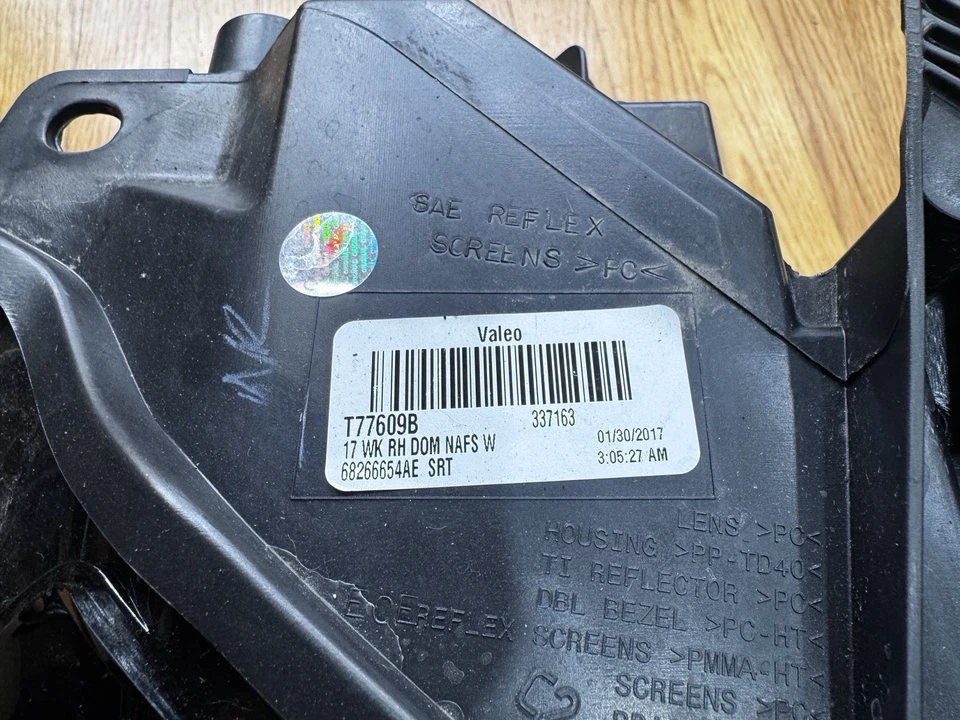 SAE REFLEX
SCREENS >PC<
Valeo
T77609B 337163
17 WK RH DOM NAFS W 01/30/2017
68266654AE SRT 3:05:27 AM
LENS >PC<
HOUSING >PP-TD40<
TI REFLECTOR >PC<
DBL BEZEL >PC-HT<
SCREENS >PMMA-HT<
SCREENS >PC<